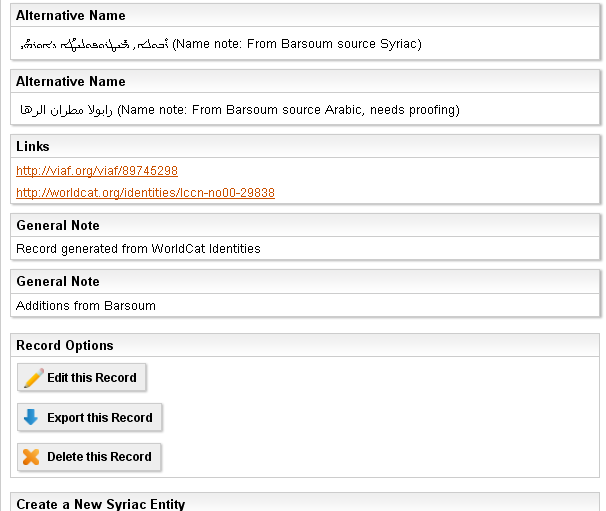 Alternative Name
ܪܒܘܠܐ, ܡܝܛܪܘܦܘܠܝܛܐ ܕܐܘܪܗܝ (Name note: From Barsoum source Syriac)
Alternative Name
رابولا مطران الرها (Name note: From Barsoum source Arabic, needs proofing)
Links
http://viaf.org/viaf/89745298
http://worldcat.org/identities/lccn-no00-29838
General Note
Record generated from WorldCat Identities
General Note
Additions from Barsoum
Record Options
Edit this Record
Export this Record
Delete this Record
Create a New Syriac Entity